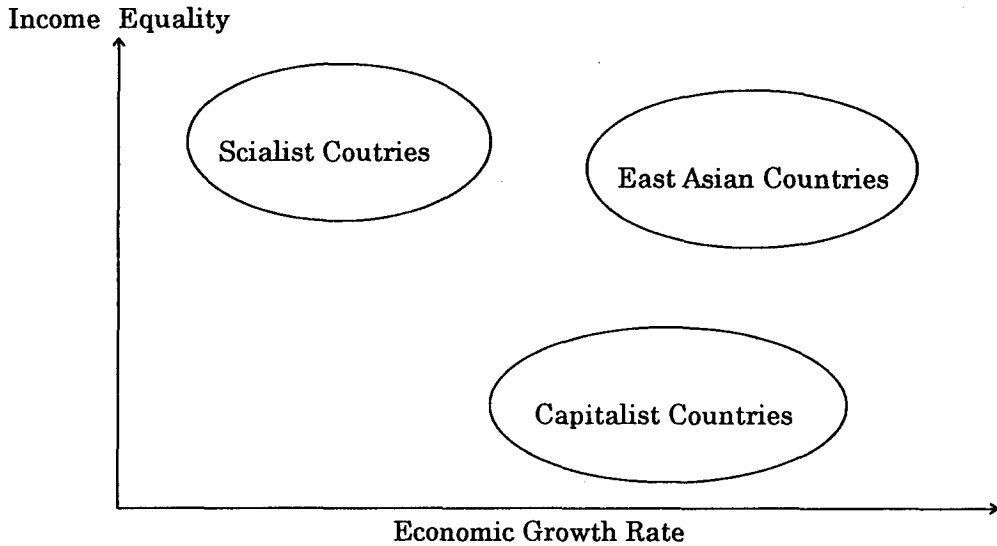 Income Equality
Scialist Coutries
East Asian Countries
Capitalist Countries
Economic Growth Rate